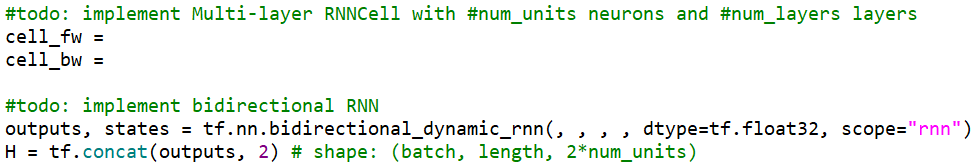 #todo: implement Multi-layer RNNCell with #num_units neurons and #num_layers layers
cell_fw =
cell_bw =
#todo: implement bidirectional RNN
outputs, states = tf.nn.bidirectional_dynamic_rnn(, , , , dtype=tf.float32, scope="rnn")
H = tf.concat(outputs, 2) # shape: (batch, length, 2*num_units)